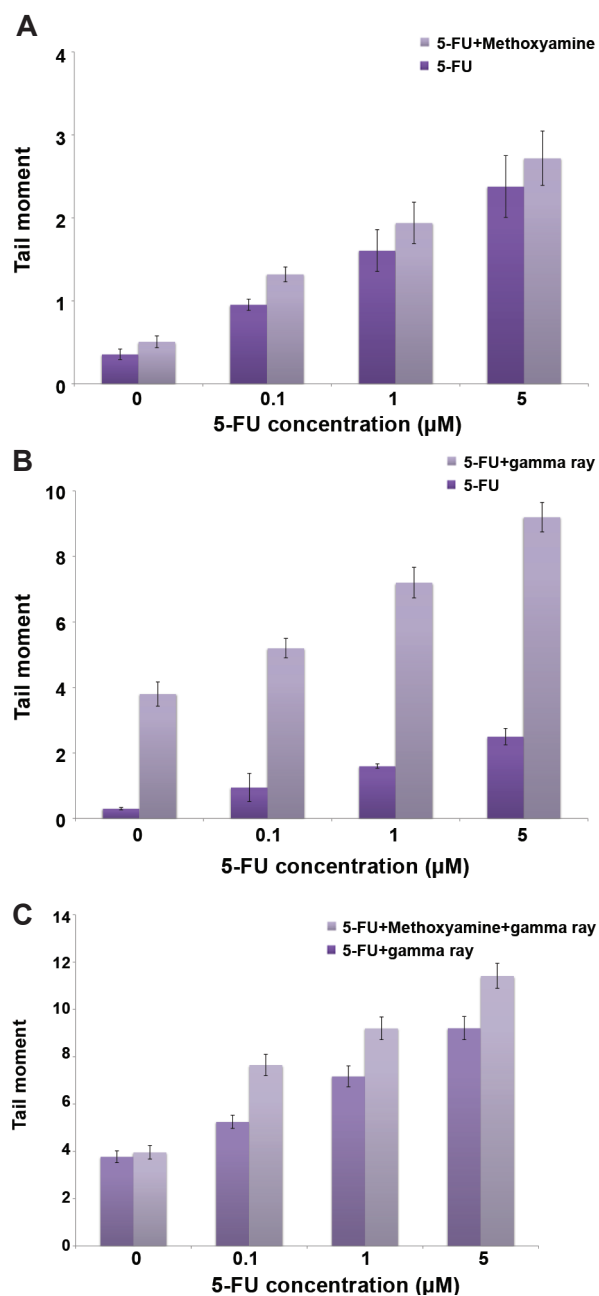 A
5-FU+Methoxyamine
5-FU
4
3
2
1
0
Tail moment
0 0.1 1 5
5-FU concentration (µM)
B
5-FU+gamma ray
5-FU
10
8
6
4
2
0
Tail moment
0 0.1 1 5
5-FU concentration (µM)
C
5-FU+Methoxyamine+gamma ray
5-FU+gamma ray
14
12
10
8
6
4
2
0
Tail moment
0 0.1 1 5
5-FU concentration (µM)